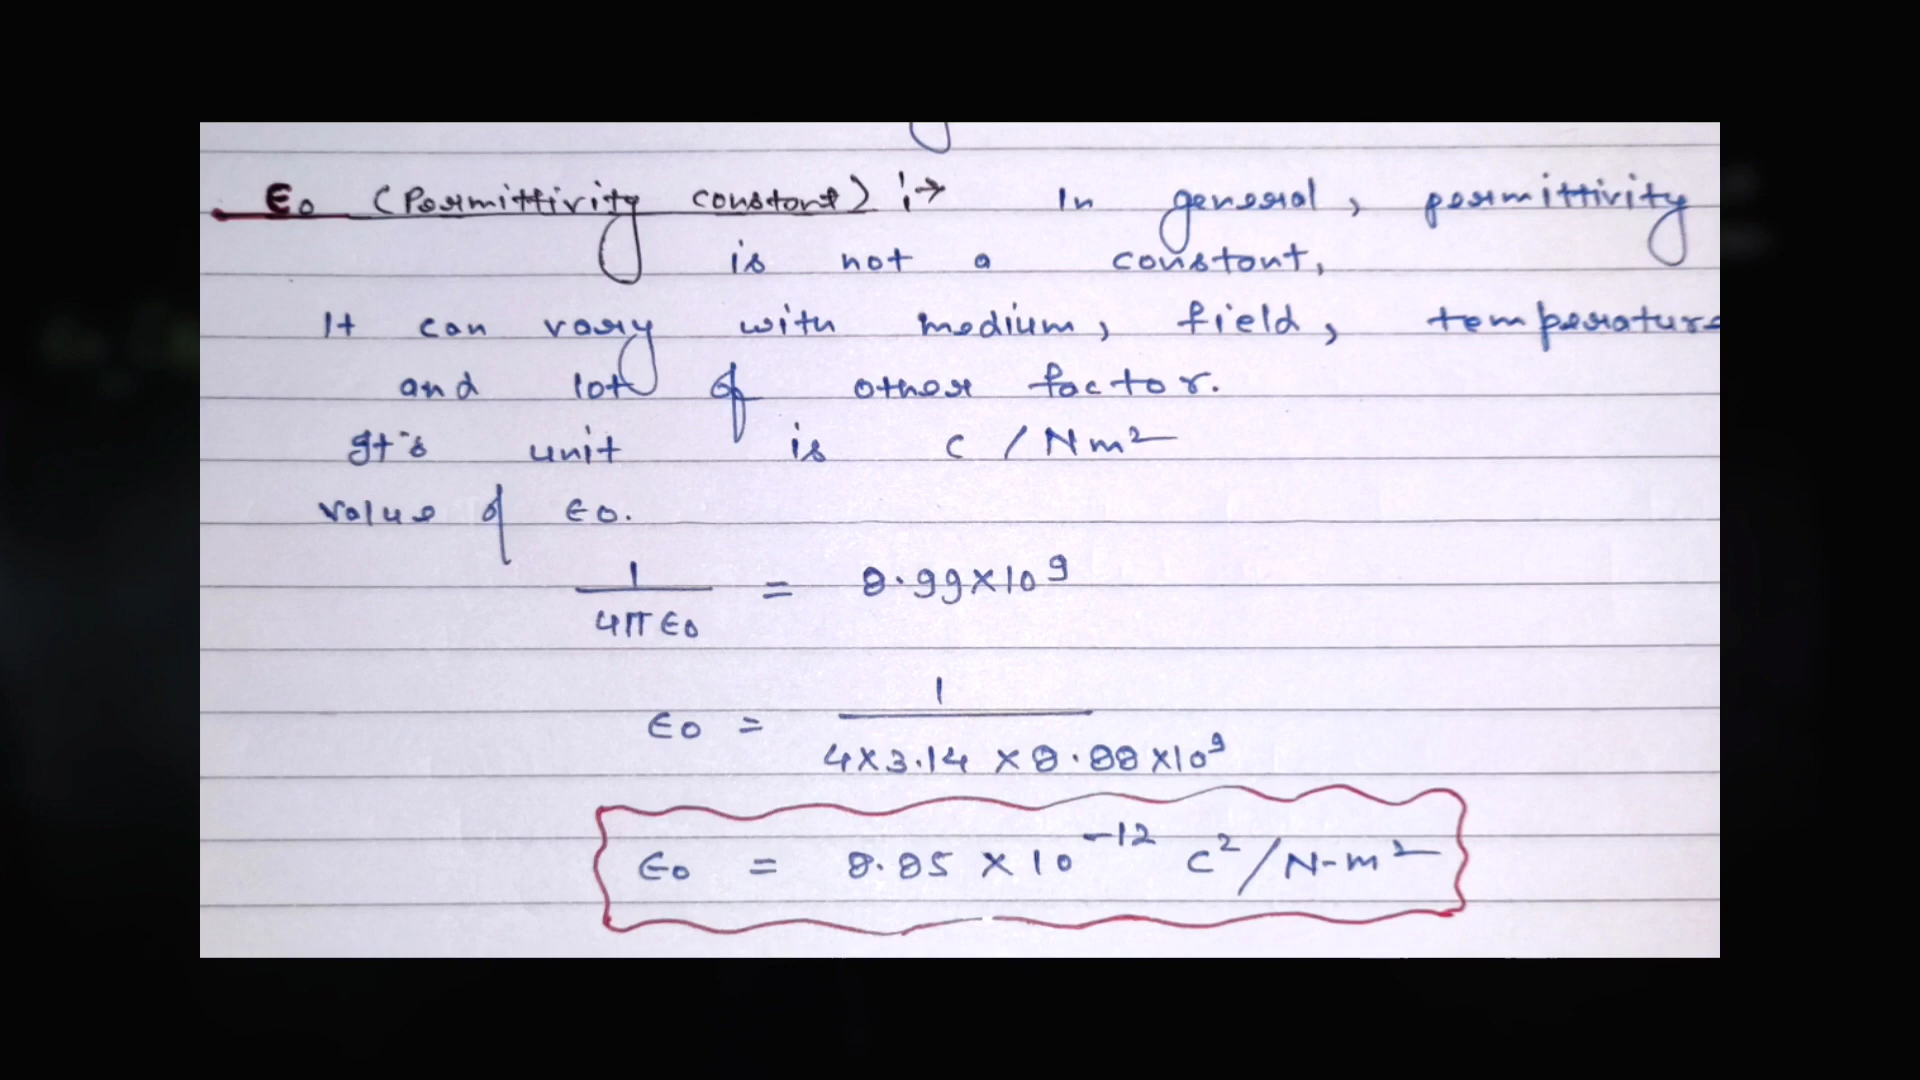 ϵ₀ (Permittivity constant) :→ In general, permittivity
is not a constant,
It can vary with medium, field, temperature
and lot of other factor.
It's unit is C / Nm²
Value of ϵ₀.
1
= 8.99×10⁹
4π ϵ₀
1
ϵ₀ =
4×3.14 × 8.88 ×10⁹
ϵ₀ = 8.85 × 10⁻¹² C²/N-m²